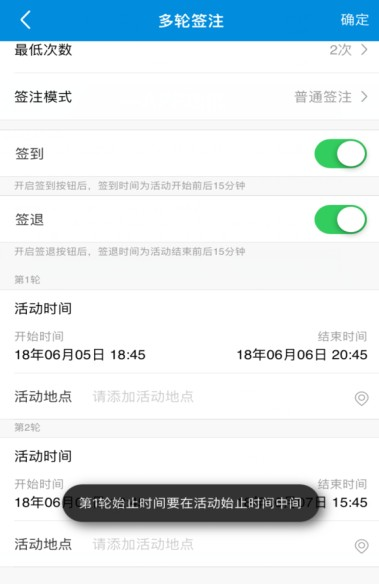 多轮签注 确定
最低次数 2次
签注模式 普通签注
签到
开启签到按钮后，签到时间为活动开始前后15分钟
签退
开启签退按钮后，签退时间为活动结束前后15分钟
第1轮
活动时间
开始时间 结束时间
18年06月05日 18:45 18年06月06日 20:45
活动地点 请添加活动地点
第2轮
活动时间
开始时间 结束时间
18年0 07日 15:45
第1轮始止时间要在活动始止时间中间
活动地点 请添加活动地点